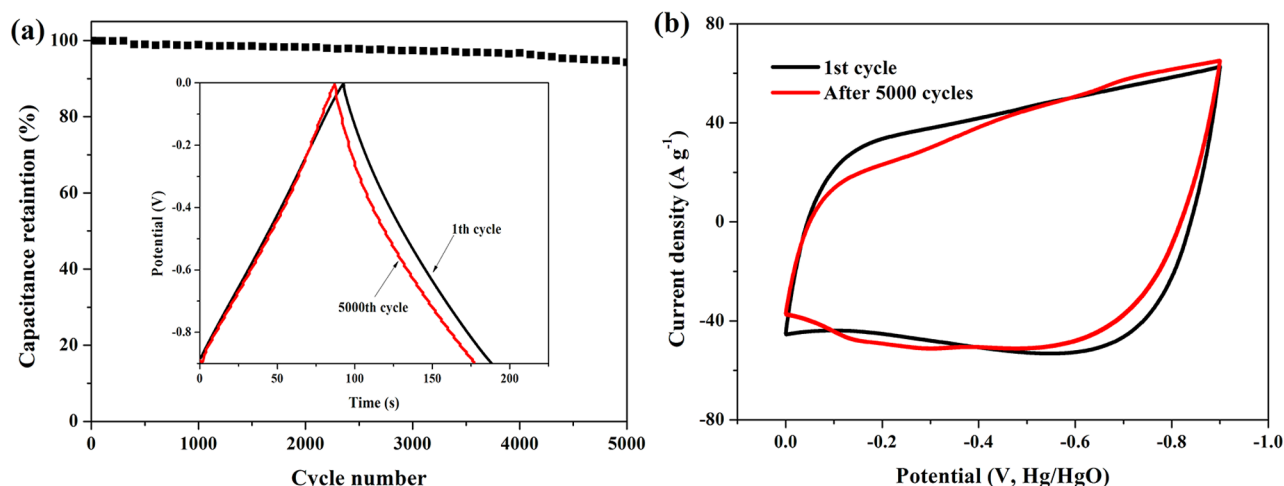 (a)
100
80
60
40
20
0
Capacitance retaintion (%)
0 1000 2000 3000 4000 5000
Cycle number
0.0
-0.2
-0.4
-0.6
-0.8
Potential (V)
1th cycle
5000th cycle
0 50 100 150 200
Time (s)
(b)
80
40
0
-40
-80
Current density (A g⁻¹)
1st cycle
After 5000 cycles
0.0 -0.2 -0.4 -0.6 -0.8 -1.0
Potential (V, Hg/HgO)